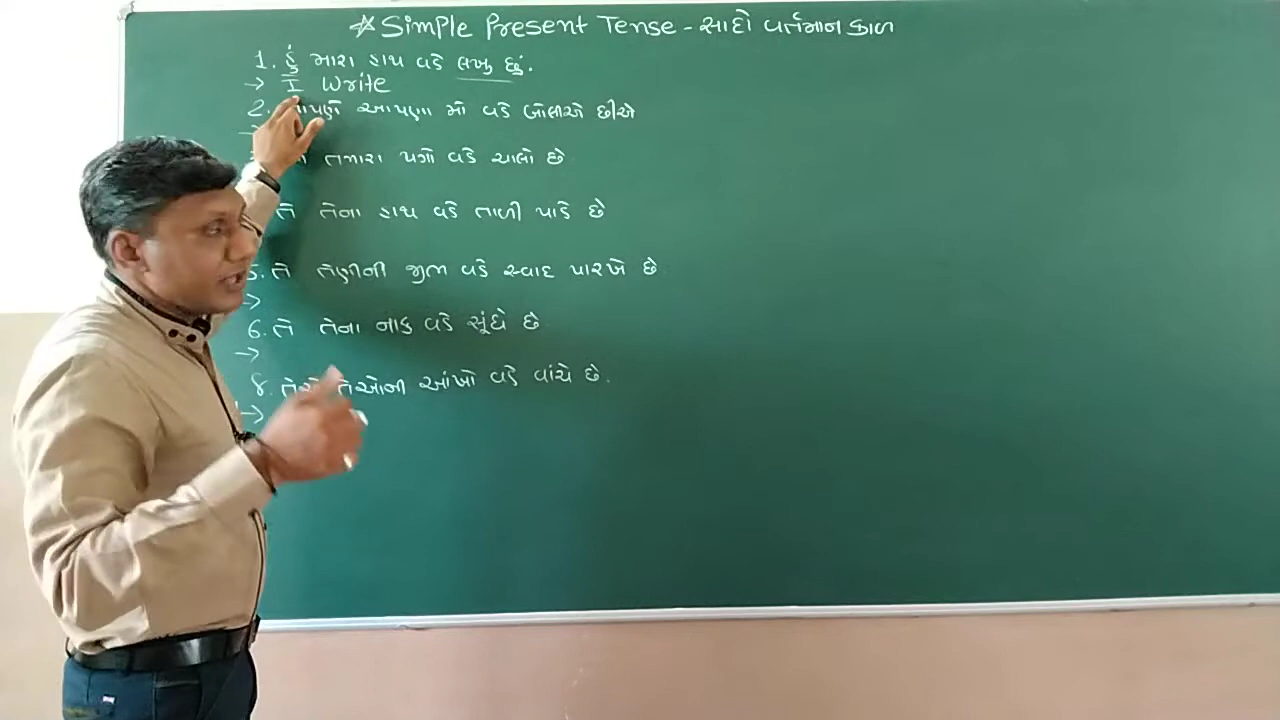 ☆ Simple Present Tense - સાદો વર્તમાન કાળ
1. હું મારા હાથ વડે લખુ છું.
→ I Write
2. આપણે આપણા મોં વડે બોલીએ છીએ
તમારા પગો વડે ચાલો છે
તે તેના હાથ વડે તાળી પાડે છે
5. તે તેણીની જીભ વડે સ્વાદ પારખે છે
→
6. તે તેના નાક વડે સૂંઘે છે
→
8. તેઓ તેઓની આંખો વડે વાંચે છે.
→